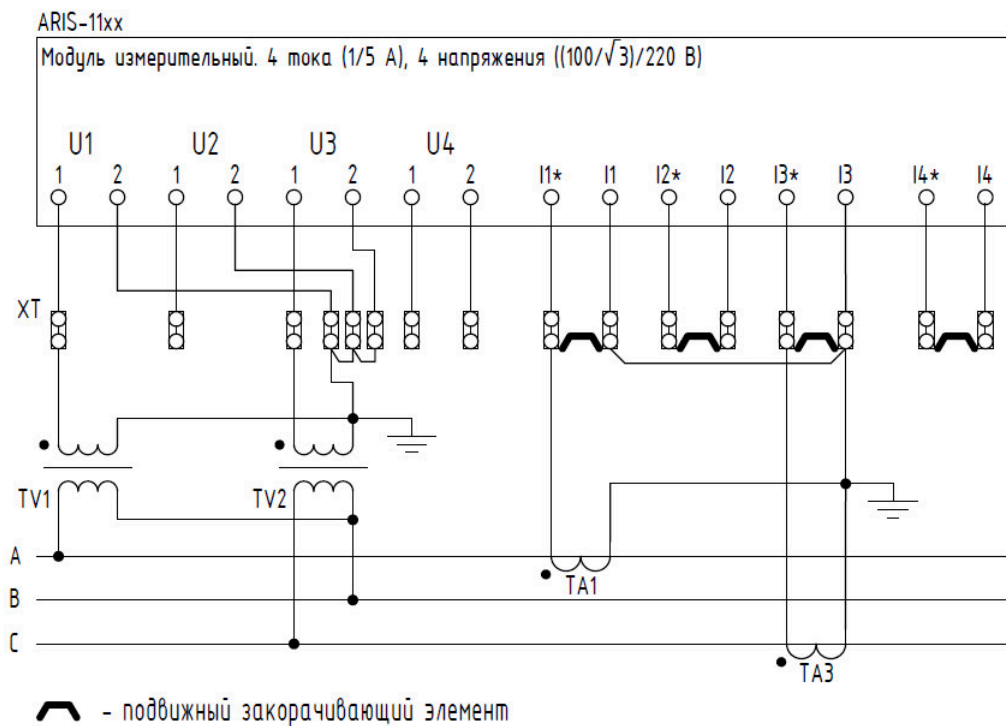 ARIS-11xx
Модуль измерительный. 4 тока (1/5 А), 4 напряжения ((100/√3)/220 В)
U1 U2 U3 U4
1 2 1 2 1 2 1 2 I1* I1 I2* I2 I3* I3 I4* I4
XT
TV1 TV2
A
TA1
B
C
TA3
- подвижный закорачивающий элемент